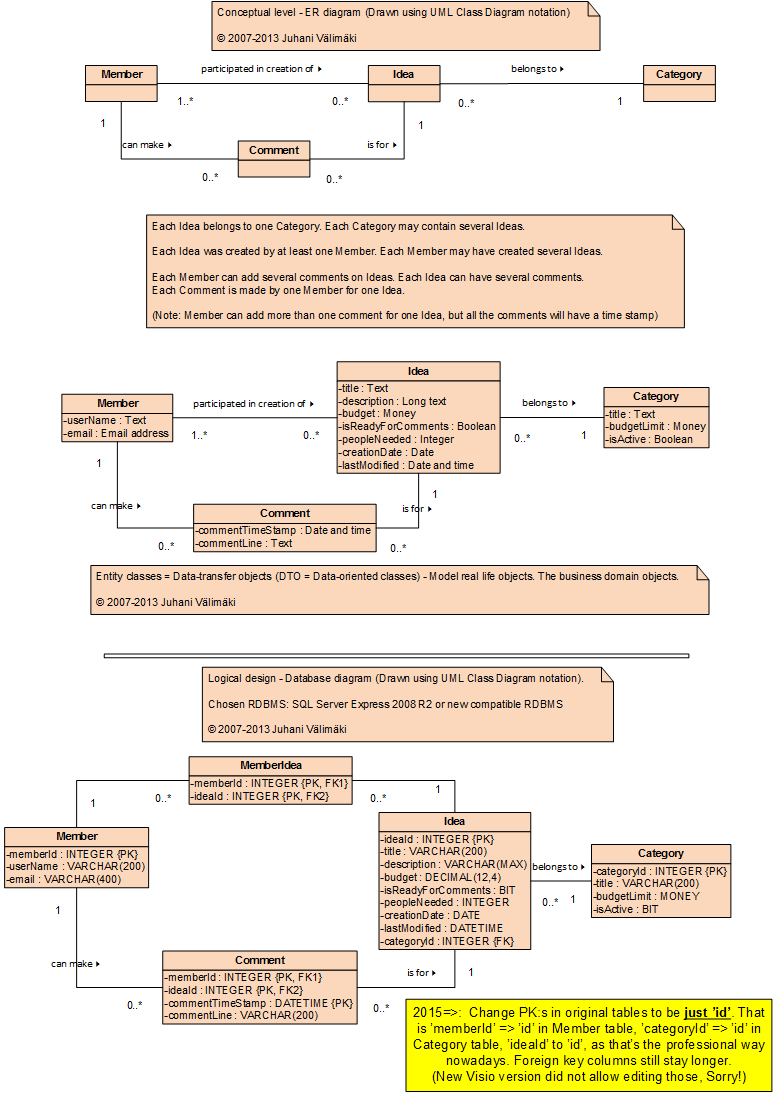 Conceptual level - ER diagram (Drawn using UML Class Diagram notation)
© 2007-2013 Juhani Välimäki
Member
participated in creation of
Idea
belongs to
Category
1..*
0..*
0..*
1
1
1
can make
Comment
is for
0..*
0..*
Each Idea belongs to one Category. Each Category may contain several Ideas.
Each Idea was created by at least one Member. Each Member may have created several Ideas.
Each Member can add several comments on Ideas. Each Idea can have several comments.
Each Comment is made by one Member for one Idea.
(Note: Member can add more than one comment for one Idea, but all the comments will have a time stamp)
Member
-userName : Text
-email : Email address
participated in creation of
1..*
0..*
Idea
-title : Text
-description : Long text
-budget : Money
-isReadyForComments : Boolean
-peopleNeeded : Integer
-creationDate : Date
-lastModified : Date and time
belongs to
0..*
1
Category
-title : Text
-budgetLimit : Money
-isActive : Boolean
1
can make
0..*
Comment
-commentTimeStamp : Date and time
-commentLine : Text
1
is for
0..*
Entity classes = Data-transfer objects (DTO = Data-oriented classes) - Model real life objects. The business domain objects.
© 2007-2013 Juhani Välimäki
Logical design - Database diagram (Drawn using UML Class Diagram notation).
Chosen RDBMS: SQL Server Express 2008 R2 or new compatible RDBMS
© 2007-2013 Juhani Välimäki
MemberIdea
-memberId : INTEGER {PK, FK1}
-ideaId : INTEGER {PK, FK2}
1
0..*
0..*
1
Member
-memberId : INTEGER {PK}
-userName : VARCHAR(200)
-email : VARCHAR(400)
Idea
-ideaId : INTEGER {PK}
-title : VARCHAR(200)
-description : VARCHAR(MAX)
-budget : DECIMAL(12,4)
-isReadyForComments : BIT
-peopleNeeded : INTEGER
-creationDate : DATE
-lastModified : DATETIME
-categoryId : INTEGER {FK}
belongs to
0..*
1
Category
-categoryId : INTEGER {PK}
-title : VARCHAR(200)
-budgetLimit : MONEY
-isActive : BIT
1
can make
0..*
Comment
-memberId : INTEGER {PK, FK1}
-ideaId : INTEGER {PK, FK2}
-commentTimeStamp : DATETIME {PK}
-commentLine : VARCHAR(200)
is for
1
0..*
2015=>: Change PK:s in original tables to be just ’id’. That
is ’memberId’ => ’id’ in Member table, ’categoryId’ => ’id’ in
Category table, ’ideaId’ to ’id’, as that’s the professional way
nowadays. Foreign key columns still stay longer.
(New Visio version did not allow editing those, Sorry!)